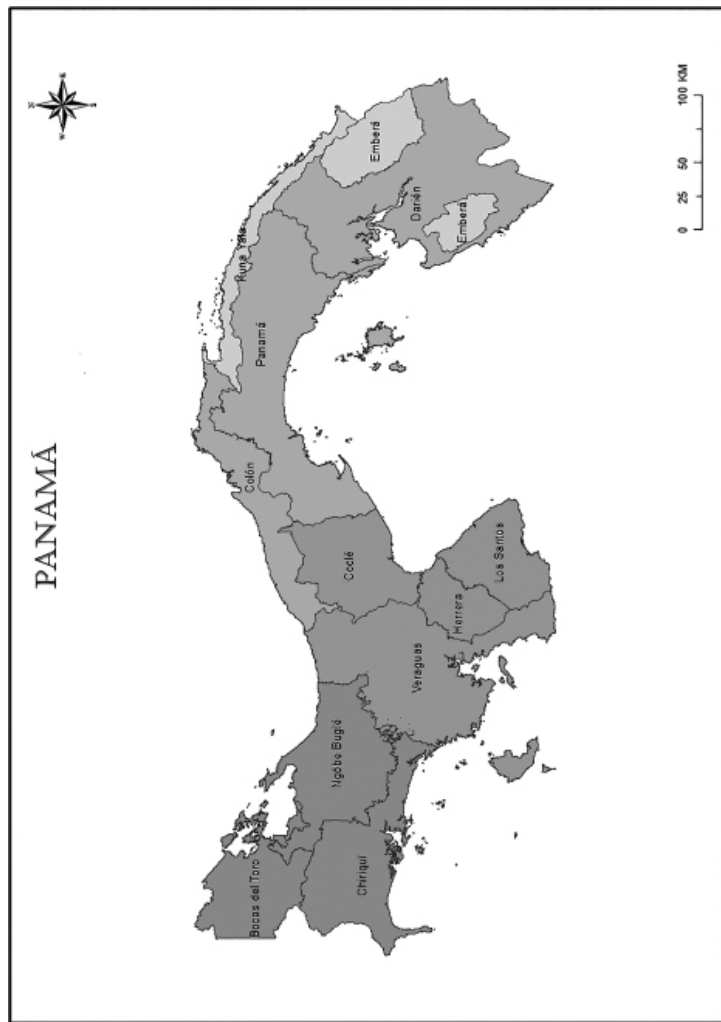 PANAMÁ
Bocas del Toro
Chiriquí
Ngöbe Buglé
Veraguas
Herrera
Los Santos
Coclé
Colón
Panamá
Kuna Yala
Darién
Emberá
Emberá
0 25 50 100 KM